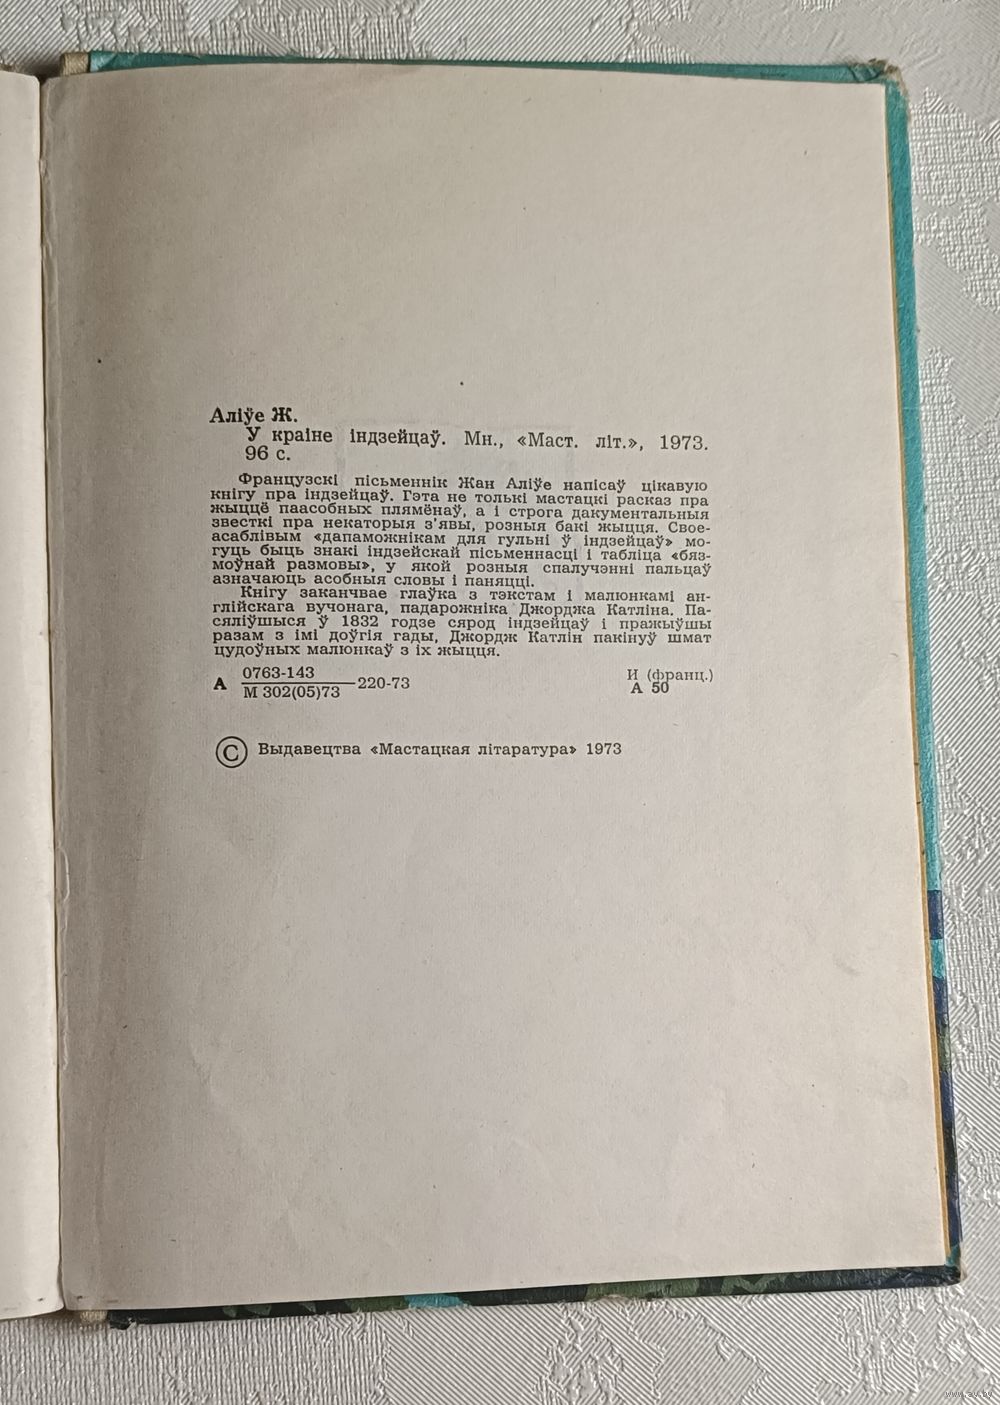 Аліўе Ж.
У краіне індзейцаў. Мн., «Маст. літ.», 1973.
96 с.
Французскі пісьменнік Жан Аліўе напісаў цікавую
кнігу пра індзейцаў. Гэта не толькі мастацкі расказ пра
жыццё паасобных плямёнаў, а і строга дакументальныя
звесткі пра некаторыя з'явы, розныя бакі жыцця. Свое-
асаблівым «дапаможнікам для гульні ў індзейцаў» мо-
гуць быць знакі індзейскай пісьменнасці і табліца «бяз-
моўнай размовы», у якой розныя спалучэнні пальцаў
азначаюць асобныя словы і паняцці.
Кнігу заканчвае глаўка з тэкстам і малюнкамі ан-
глійскага вучонага, падарожніка Джорджа Катліна. Па-
сяліўшыся ў 1832 годзе сярод індзейцаў і пражыўшы
разам з імі доўгія гады, Джордж Катлін пакінуў шмат
цудоўных малюнкаў з іх жыцця.
А 0763-143
М 302(05)73 220-73
И (франц.)
А 50
© Выдавецтва «Мастацкая літаратура» 1973
www.ay.by